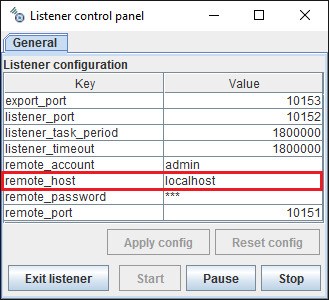 Listener control panel
General
Listener configuration
Key Value
export_port 10153
listener_port 10152
listener_task_period 1800000
listener_timeout 1800000
remote_account admin
remote_host localhost
remote_password ***
remote_port 10151
Apply config Reset config
Exit listener Start Pause Stop